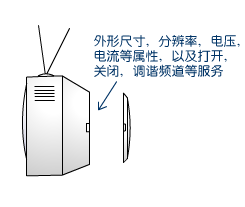 外形尺寸，分辨率，电压，
电流等属性，以及打开，
关闭，调谐频道等服务